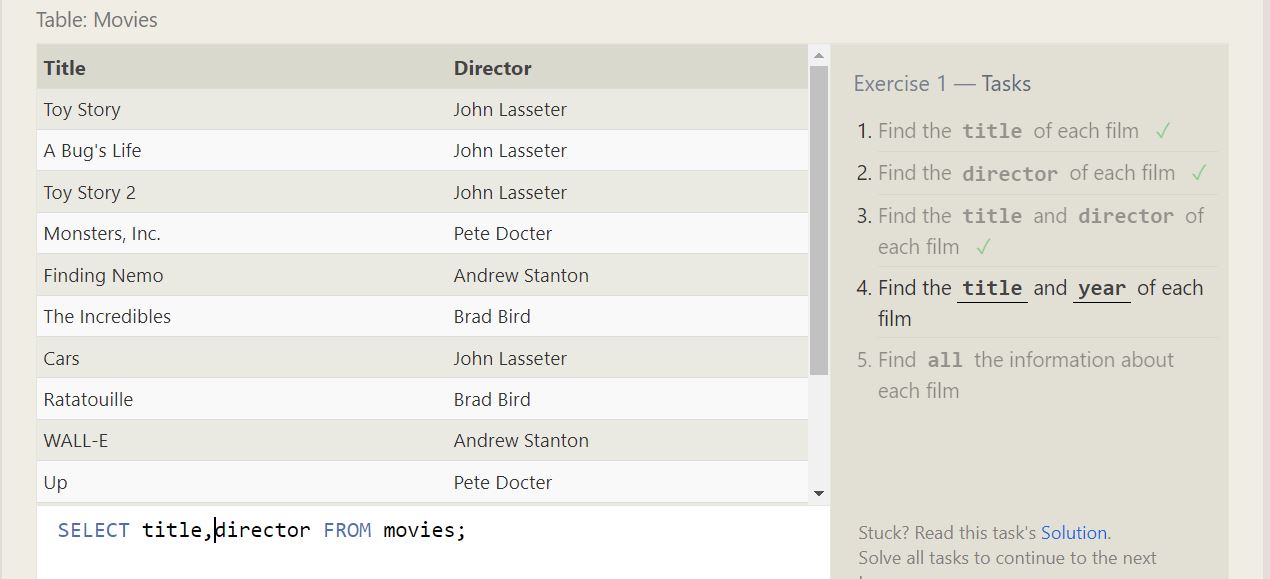 Table: Movies
Title Director
Toy Story John Lasseter
A Bug's Life John Lasseter
Toy Story 2 John Lasseter
Monsters, Inc. Pete Docter
Finding Nemo Andrew Stanton
The Incredibles Brad Bird
Cars John Lasseter
Ratatouille Brad Bird
WALL-E Andrew Stanton
Up Pete Docter
SELECT title,director FROM movies;
Exercise 1 — Tasks
1. Find the title of each film ✓
2. Find the director of each film ✓
3. Find the title and director of
each film ✓
4. Find the title and year of each
film
5. Find all the information about
each film
Stuck? Read this task's Solution.
Solve all tasks to continue to the next